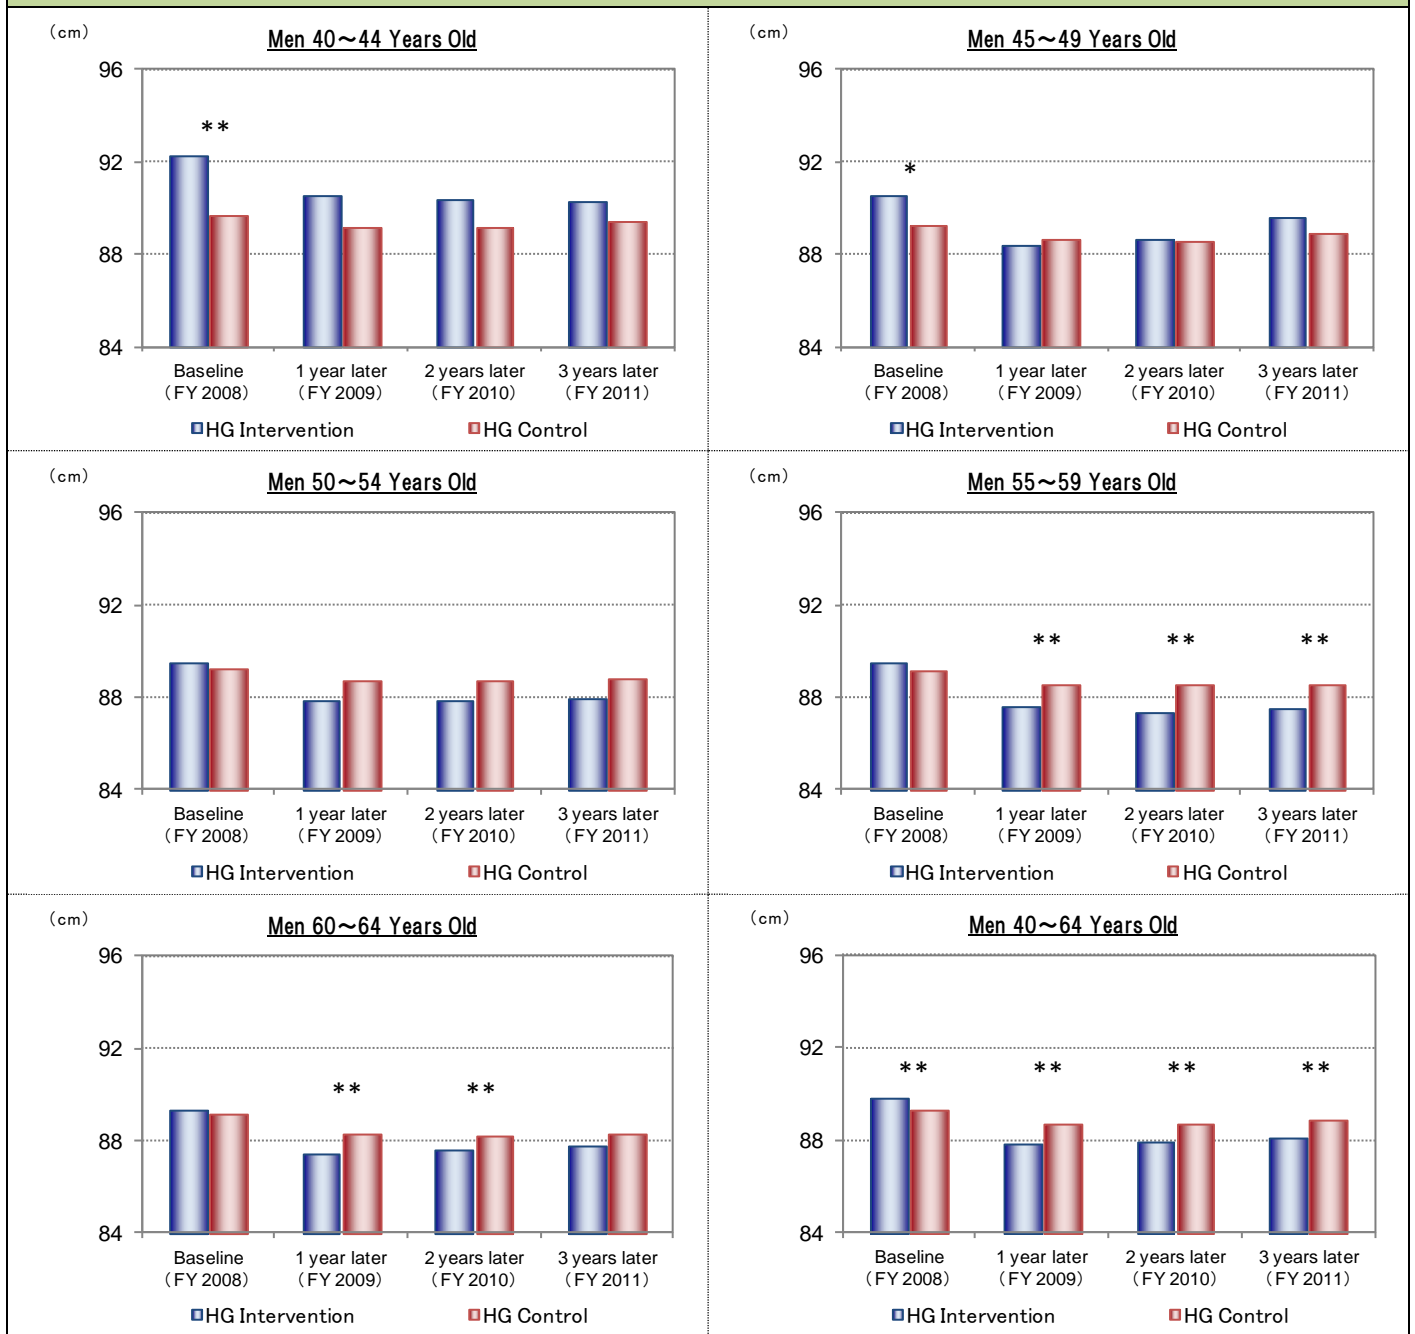 （cm）
Men 40～44 Years Old
96
92
88
84
**
Baseline
（FY 2008）
1 year later
（FY 2009）
2 years later
（FY 2010）
3 years later
（FY 2011）
HG Intervention
HG Control
（cm）
Men 45～49 Years Old
96
92
88
84
*
Baseline
（FY 2008）
1 year later
（FY 2009）
2 years later
（FY 2010）
3 years later
（FY 2011）
HG Intervention
HG Control
（cm）
Men 50～54 Years Old
96
92
88
84
Baseline
（FY 2008）
1 year later
（FY 2009）
2 years later
（FY 2010）
3 years later
（FY 2011）
HG Intervention
HG Control
（cm）
Men 55～59 Years Old
96
92
88
84
** ** **
Baseline
（FY 2008）
1 year later
（FY 2009）
2 years later
（FY 2010）
3 years later
（FY 2011）
HG Intervention
HG Control
（cm）
Men 60～64 Years Old
96
92
88
84
** **
Baseline
（FY 2008）
1 year later
（FY 2009）
2 years later
（FY 2010）
3 years later
（FY 2011）
HG Intervention
HG Control
（cm）
Men 40～64 Years Old
96
92
88
84
** ** ** **
Baseline
（FY 2008）
1 year later
（FY 2009）
2 years later
（FY 2010）
3 years later
（FY 2011）
HG Intervention
HG Control